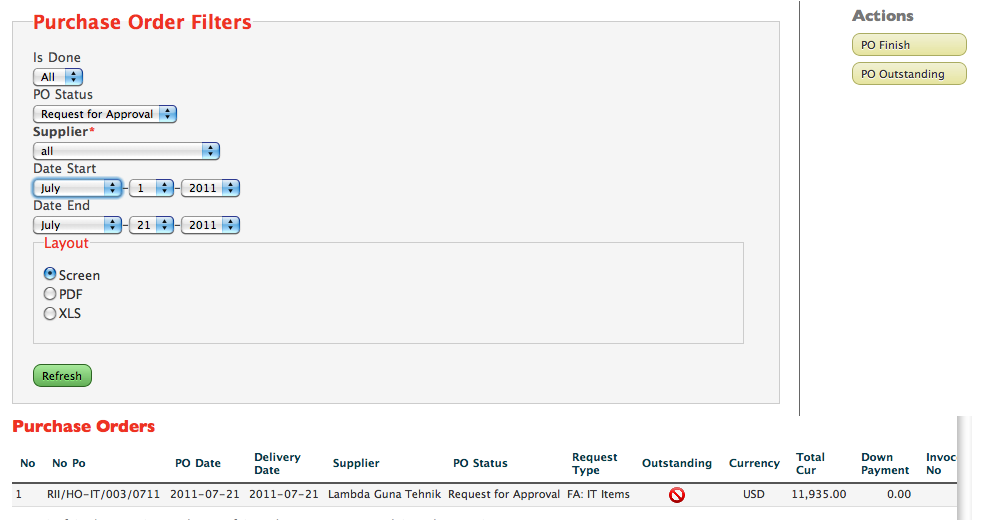 Purchase Order Filters
Is Done
All
PO Status
Request for Approval
Supplier*
all
Date Start
July - 1 - 2011
Date End
July - 21 - 2011
Layout
Screen
PDF
XLS
Refresh
Actions
PO Finish
PO Outstanding
Purchase Orders
No No Po PO Date Delivery Date Supplier PO Status Request Type Outstanding Currency Total Cur Down Payment Invoc No
1 RII/HO-IT/003/0711 2011-07-21 2011-07-21 Lambda Guna Tehnik Request for Approval FA: IT Items USD 11,935.00 0.00